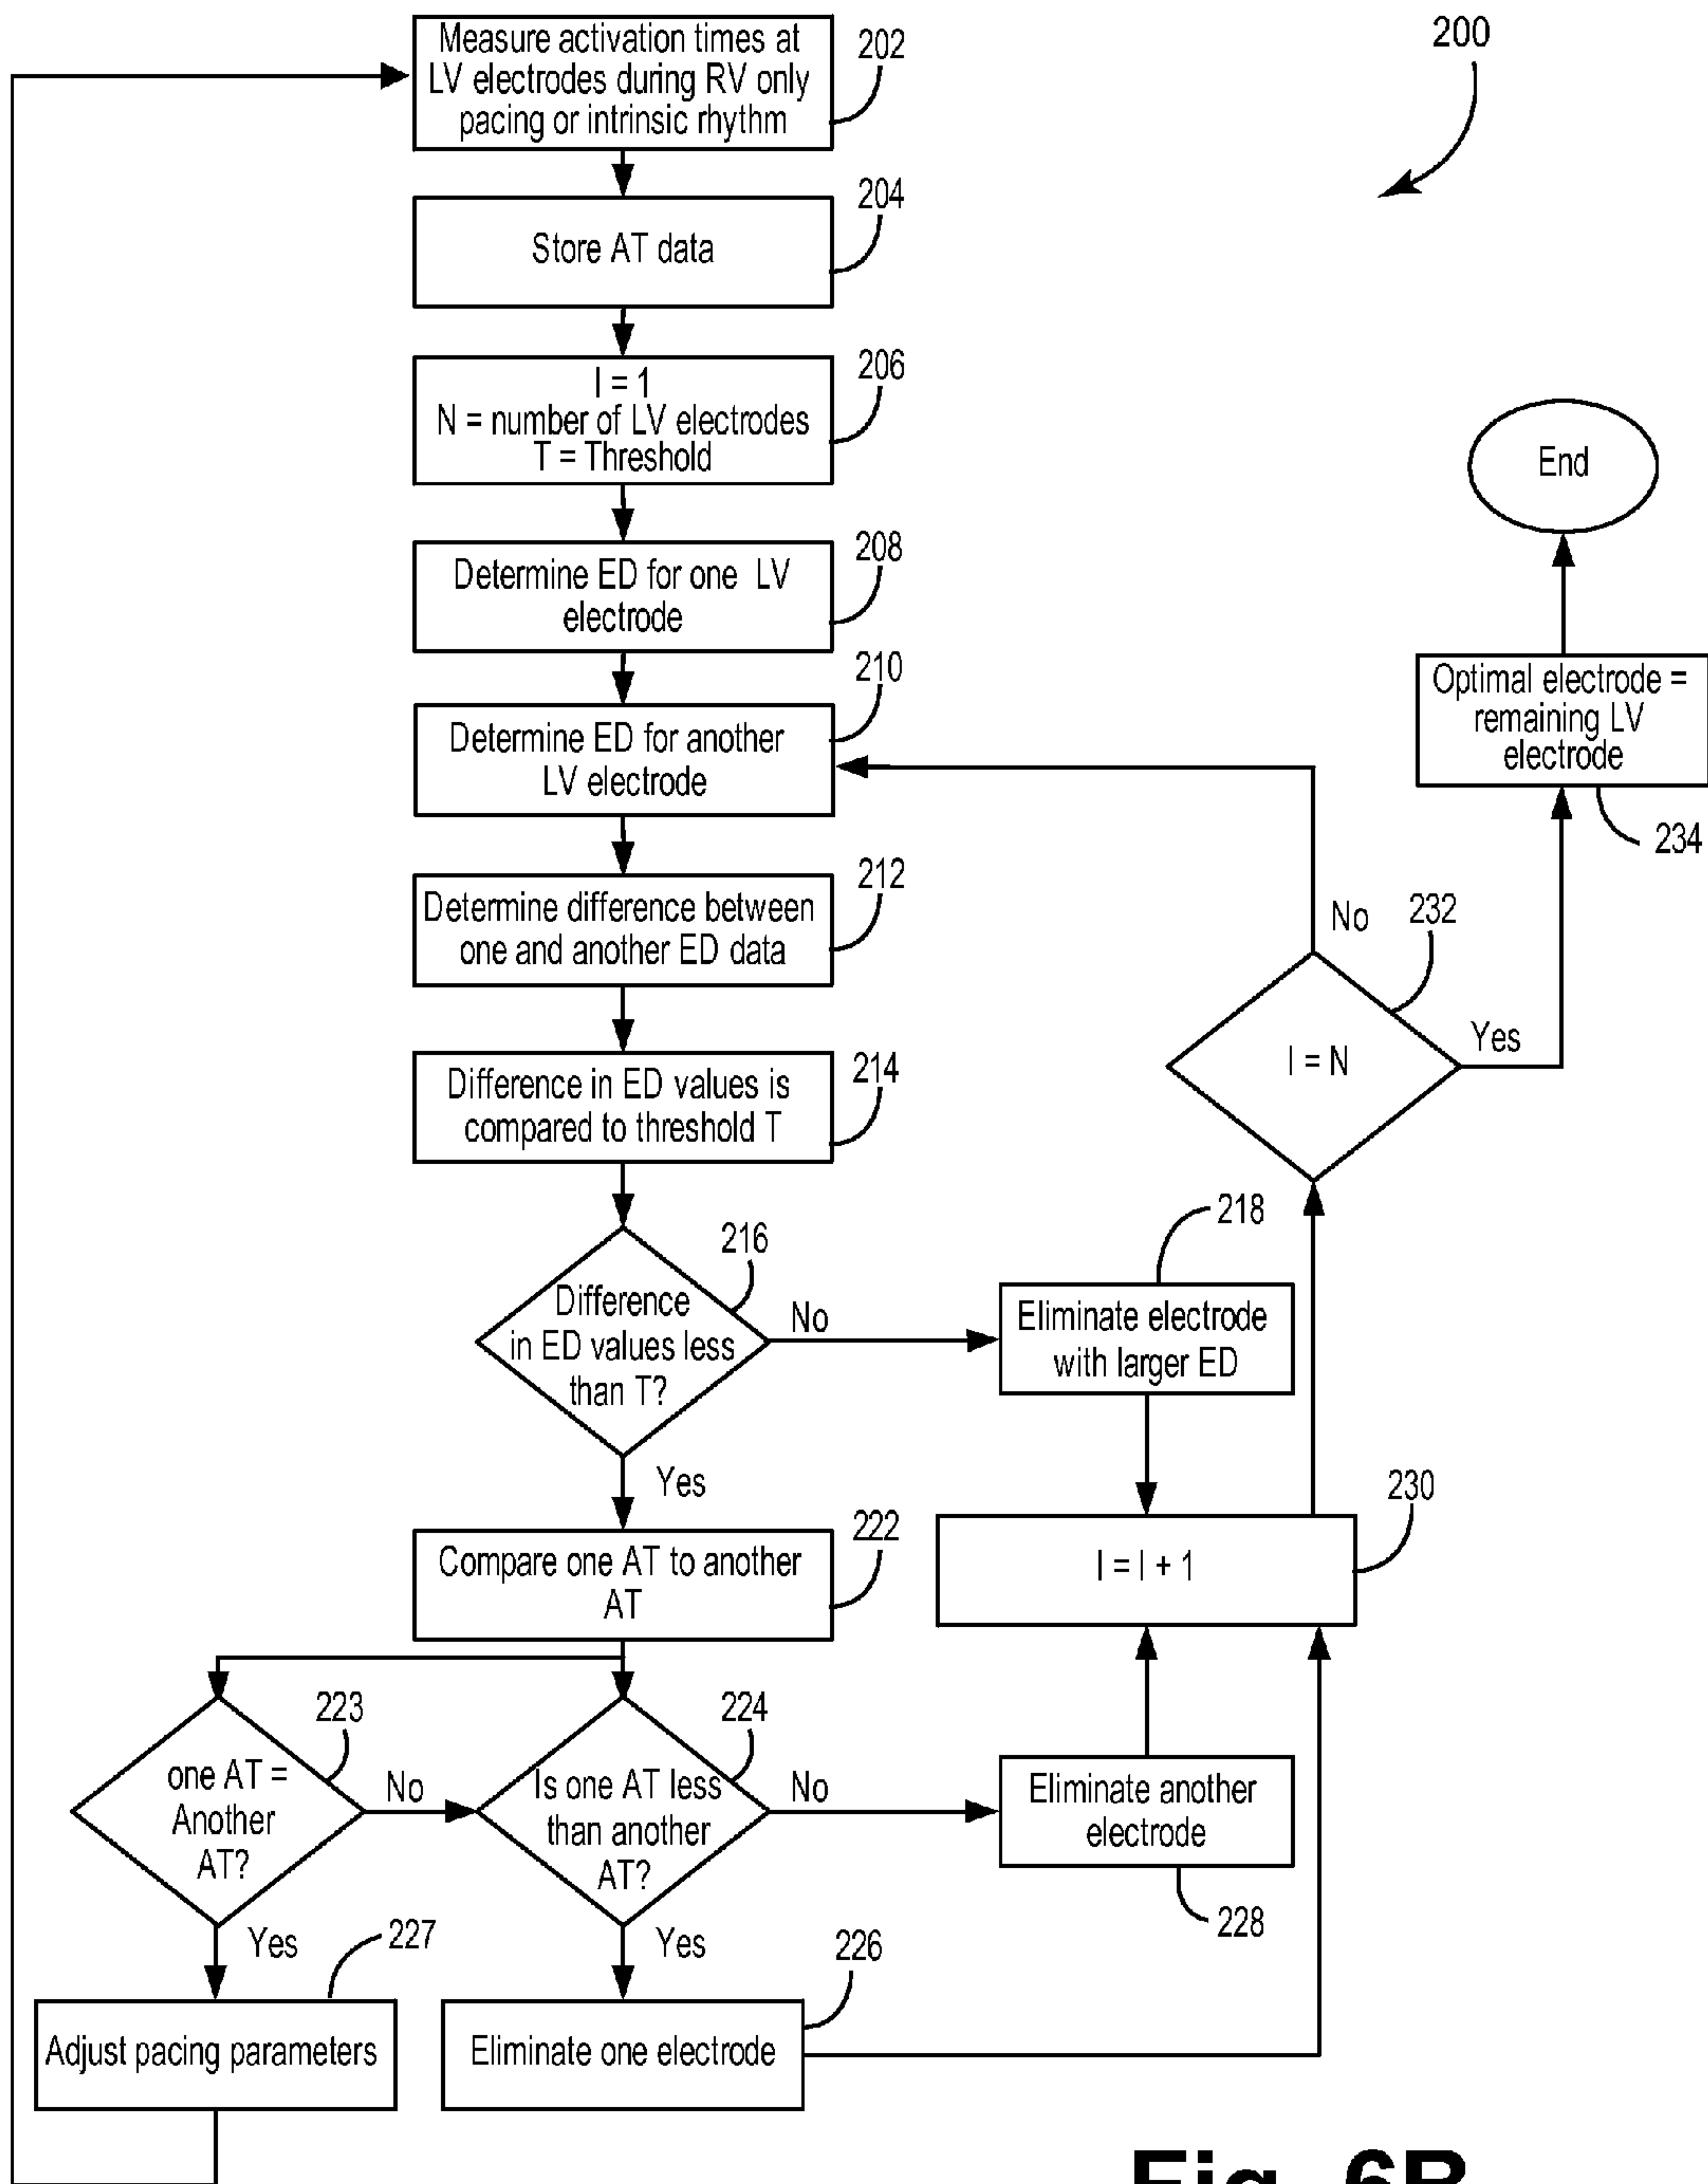 Measure activation times at
LV electrodes during RV only
pacing or intrinsic rhythm
202
200
Store AT data
204
I = 1
N = number of LV electrodes
T = Threshold
206
End
Determine ED for one LV
electrode
208
Optimal electrode =
remaining LV
electrode
234
Determine ED for another
LV electrode
210
Determine difference between
one and another ED data
212
No
232
I = N
Yes
Difference in ED values is
compared to threshold T
214
216
Difference
in ED values less
than T?
No
Yes
218
Eliminate electrode
with larger ED
230
I = I + 1
Compare one AT to another
AT
222
223
one AT =
Another
AT?
No
Yes
224
Is one AT less
than another
AT?
No
Yes
Eliminate another
electrode
228
227
Adjust pacing parameters
226
Eliminate one electrode
Fig. 6B